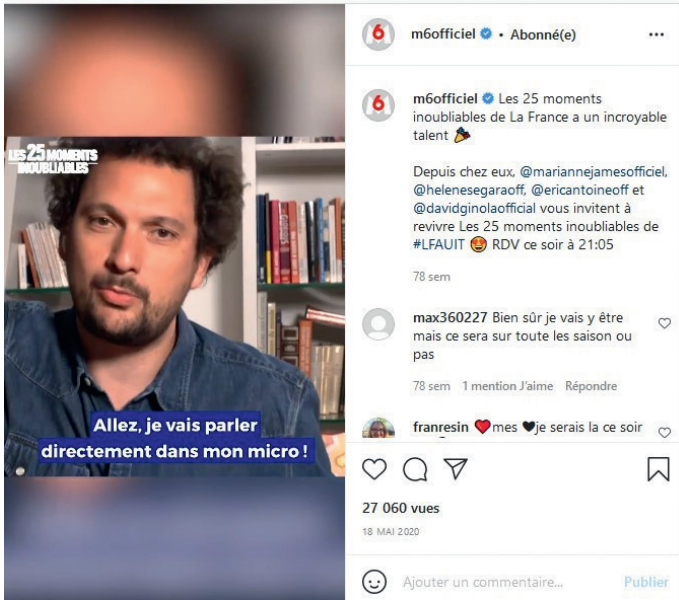 LES 25 MOMENTS
INOUBLIABLES
Allez, je vais parler
directement dans mon micro !
6
m6officiel • Abonné(e)
6
m6officiel Les 25 moments
inoubliables de La France a un incroyable
talent
Depuis chez eux, @mariannejamesofficiel,
@helenesegaraoff, @ericantoineoff et
@davidginolaofficial vous invitent à
revivre Les 25 moments inoubliables de
#LFAUIT RDV ce soir à 21:05
78 sem
max360227 Bien sûr je vais y être
mais ce sera sur toute les saison ou
pas
78 sem 1 mention J'aime Répondre
franresin mes je serais la ce soir
27 060 vues
18 MAI 2020
Ajouter un commentaire... Publier